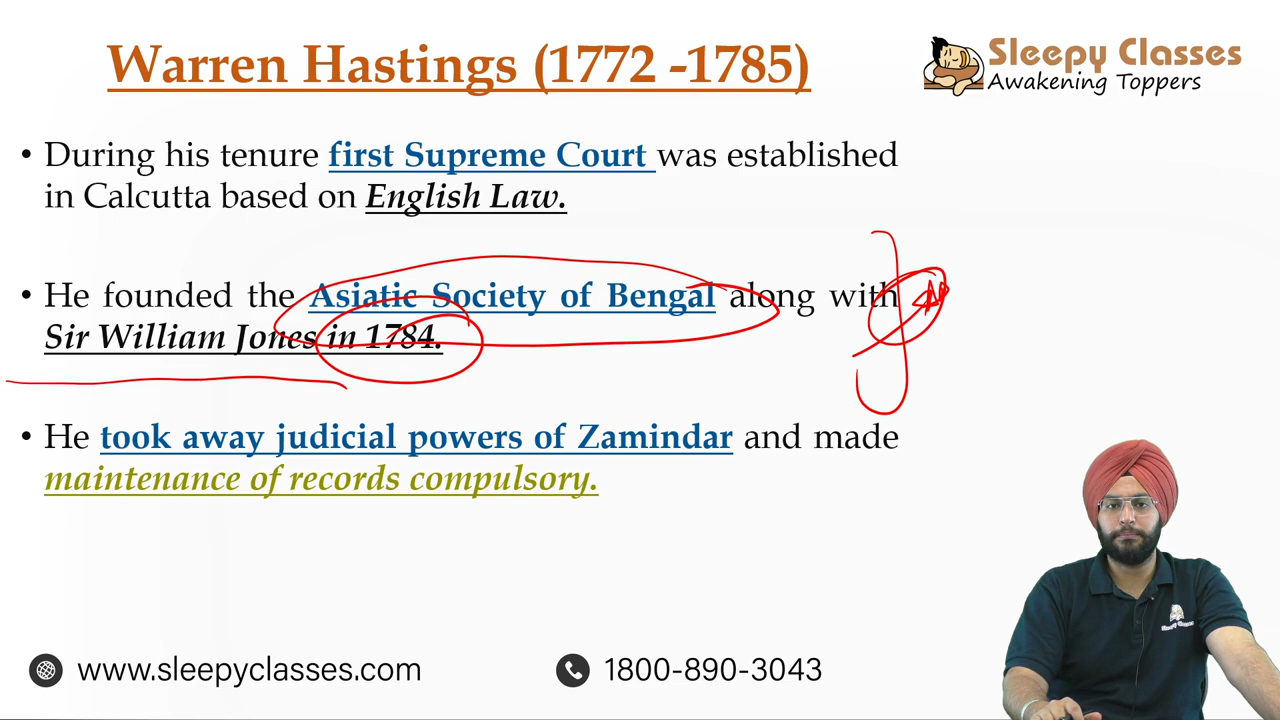 Warren Hastings (1772 -1785)
Sleepy Classes
Awakening Toppers
• During his tenure first Supreme Court was established
in Calcutta based on English Law.
• He founded the Asiatic Society of Bengal along with
Sir William Jones in 1784.
• He took away judicial powers of Zamindar and made
maintenance of records compulsory.
Sleepy Classes
www.sleepyclasses.com
1800-890-3043